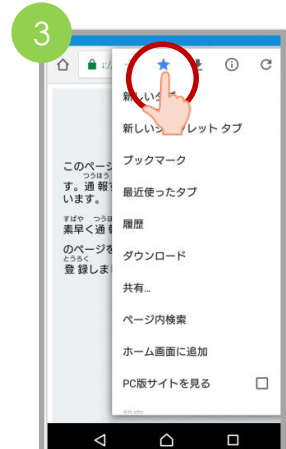 3
新しいタブ
新しいシークレット タブ
このページ
ブックマーク
つうほう
す。通報
最近使ったタブ
います。
すばや つうほ
履歴
素早く通報
のページを
ダウンロード
とうろく
登録しま
共有...
ページ内検索
ホーム画面に追加
PC版サイトを見る